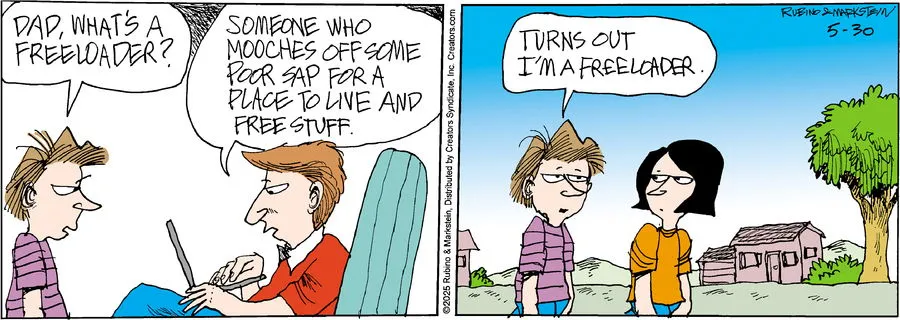 DAD, WHAT'S A
FREELOADER?
SOMEONE WHO
MOOCHES OFF SOME
POOR SAP FOR A
PLACE TO LIVE AND
FREE STUFF.
©2025 Rubino & Markstein, Distributed by Creators Syndicate, Inc. Creators.com
TURNS OUT
I'M A FREELOADER.
RUBINO & MARKSTEIN
5-30